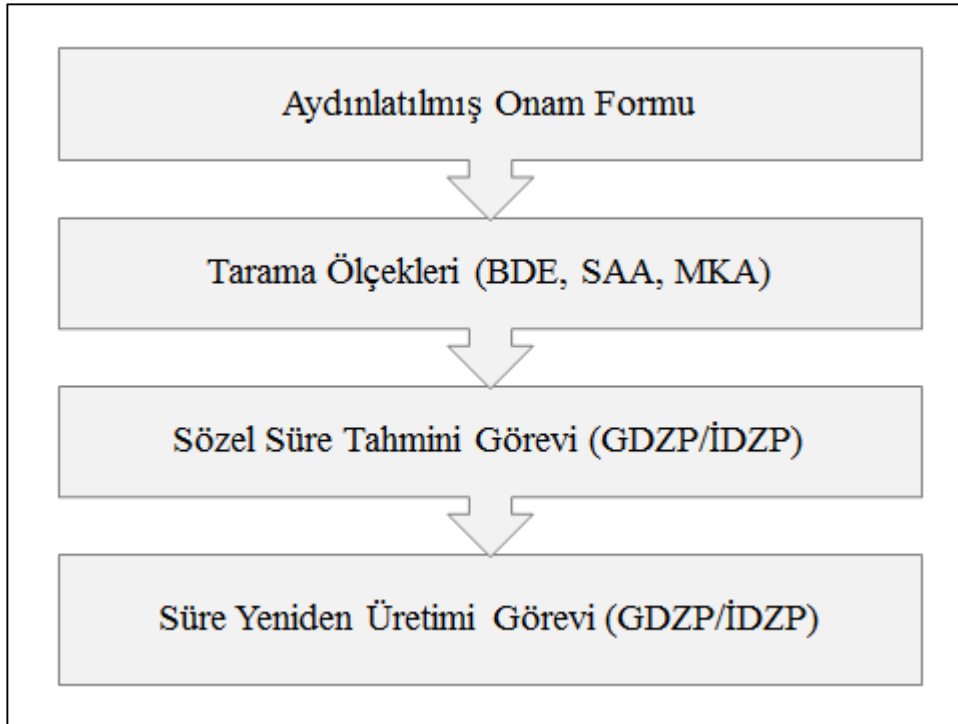 Aydınlatılmış Onam Formu
Tarama Ölçekleri (BDE, SAA, MKA)
Sözel Süre Tahmini Görevi (GDZP/İDZP)
Süre Yeniden Üretimi Görevi (GDZP/İDZP)